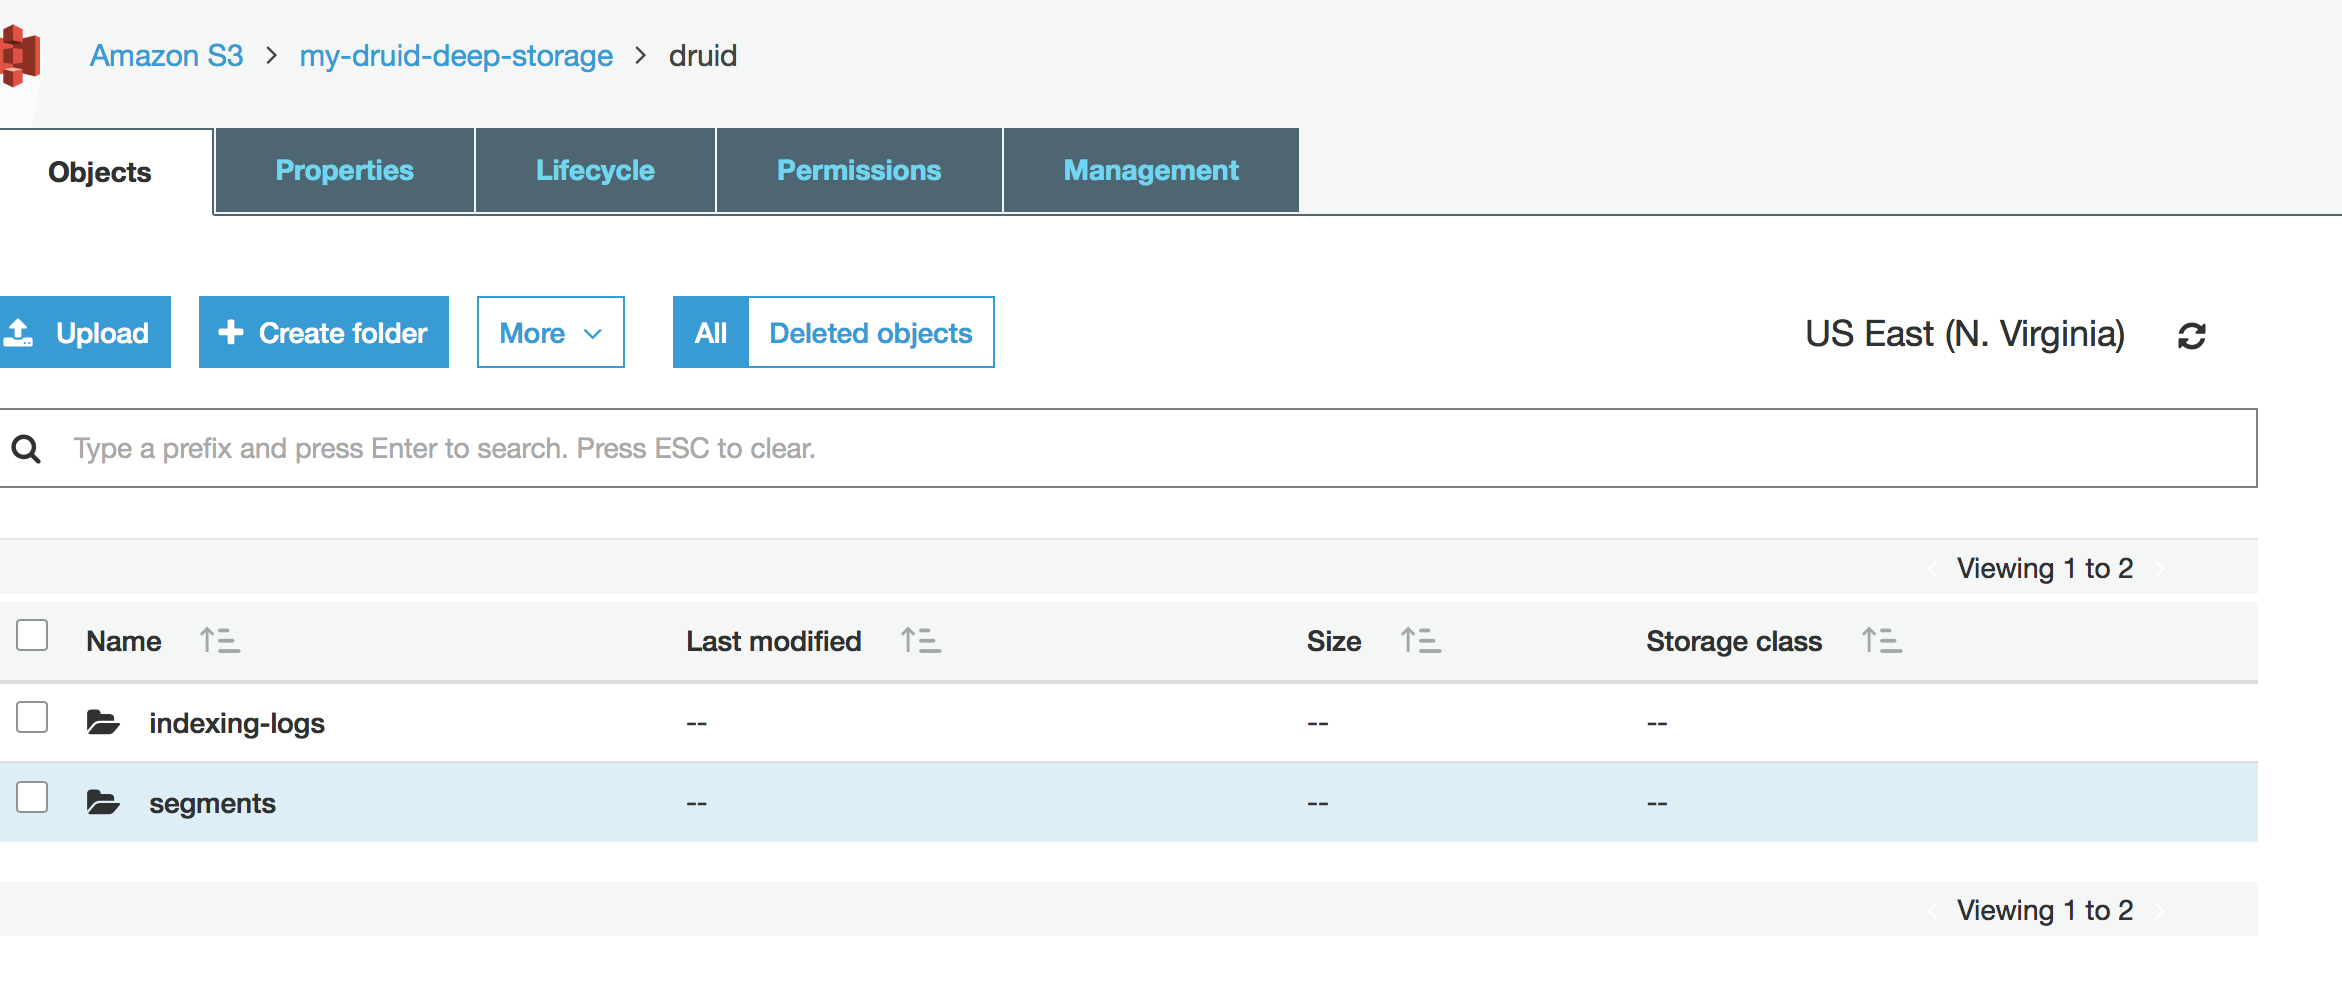 Amazon S3 > my-druid-deep-storage > druid
Objects Properties Lifecycle Permissions Management
Upload Create folder More All Deleted objects US East (N. Virginia)
Type a prefix and press Enter to search. Press ESC to clear.
Viewing 1 to 2
Name Last modified Size Storage class
indexing-logs -- -- --
segments -- -- --
Viewing 1 to 2